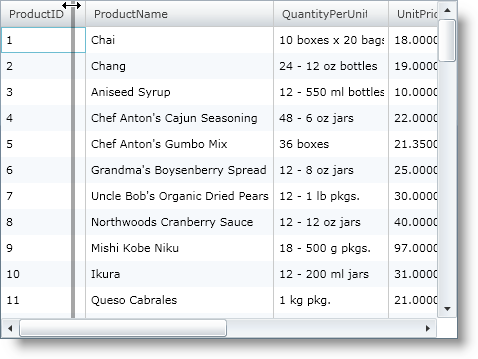 ProductID ProductName QuantityPerUnit UnitPric
1 Chai 10 boxes x 20 bags 18.0000
2 Chang 24 - 12 oz bottles 19.0000
3 Aniseed Syrup 12 - 550 ml bottles 10.0000
4 Chef Anton's Cajun Seasoning 48 - 6 oz jars 22.0000
5 Chef Anton's Gumbo Mix 36 boxes 21.3500
6 Grandma's Boysenberry Spread 12 - 8 oz jars 25.0000
7 Uncle Bob's Organic Dried Pears 12 - 1 lb pkgs. 30.0000
8 Northwoods Cranberry Sauce 12 - 12 oz jars 40.0000
9 Mishi Kobe Niku 18 - 500 g pkgs. 97.0000
10 Ikura 12 - 200 ml jars 31.0000
11 Queso Cabrales 1 kg pkg. 21.0000